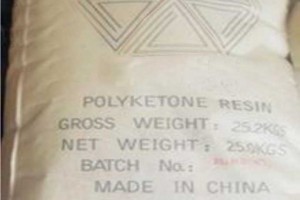 POLYKETONE RESIN
GROSS WEIGHT: 25.2KGS
NET WEIGHT: 25.0KGS
BATCH No.:
MADE IN CHINA